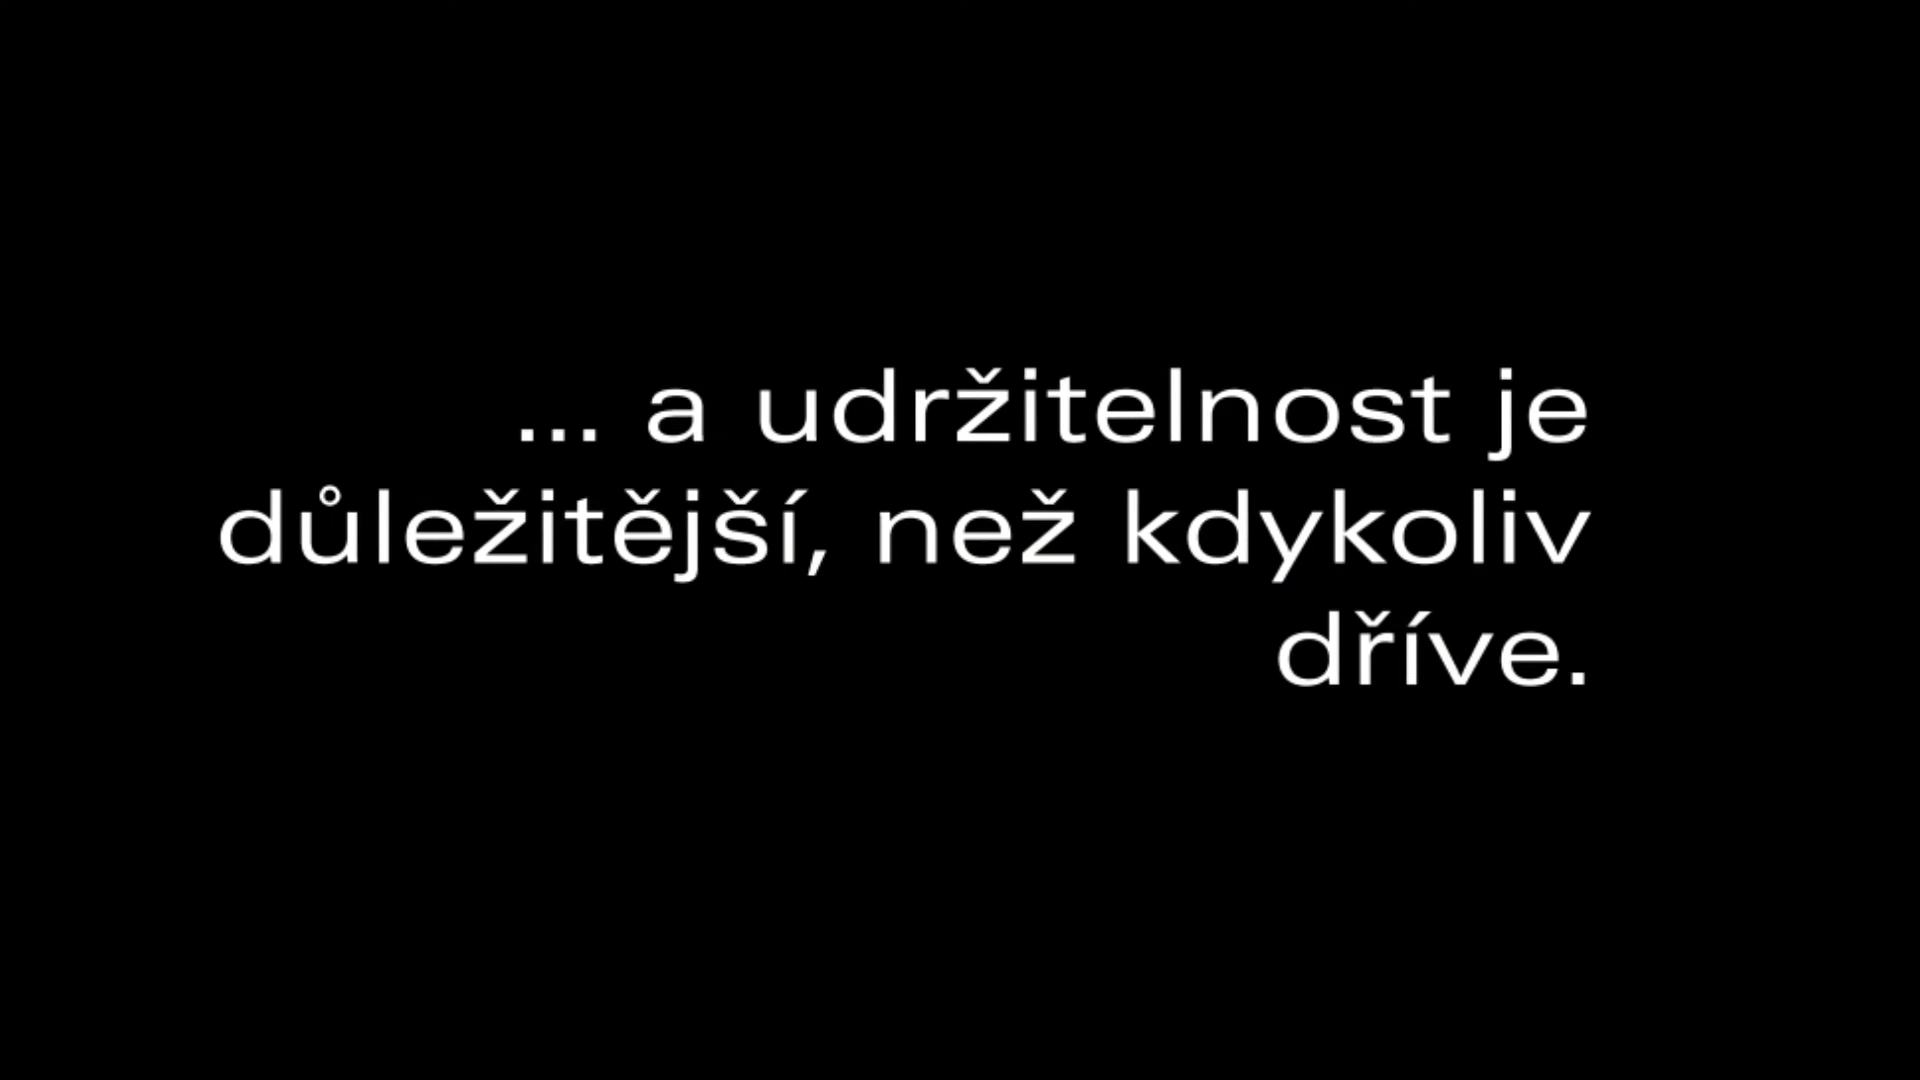 ... a udržitelnost je
důležitější, než kdykoliv
dříve.